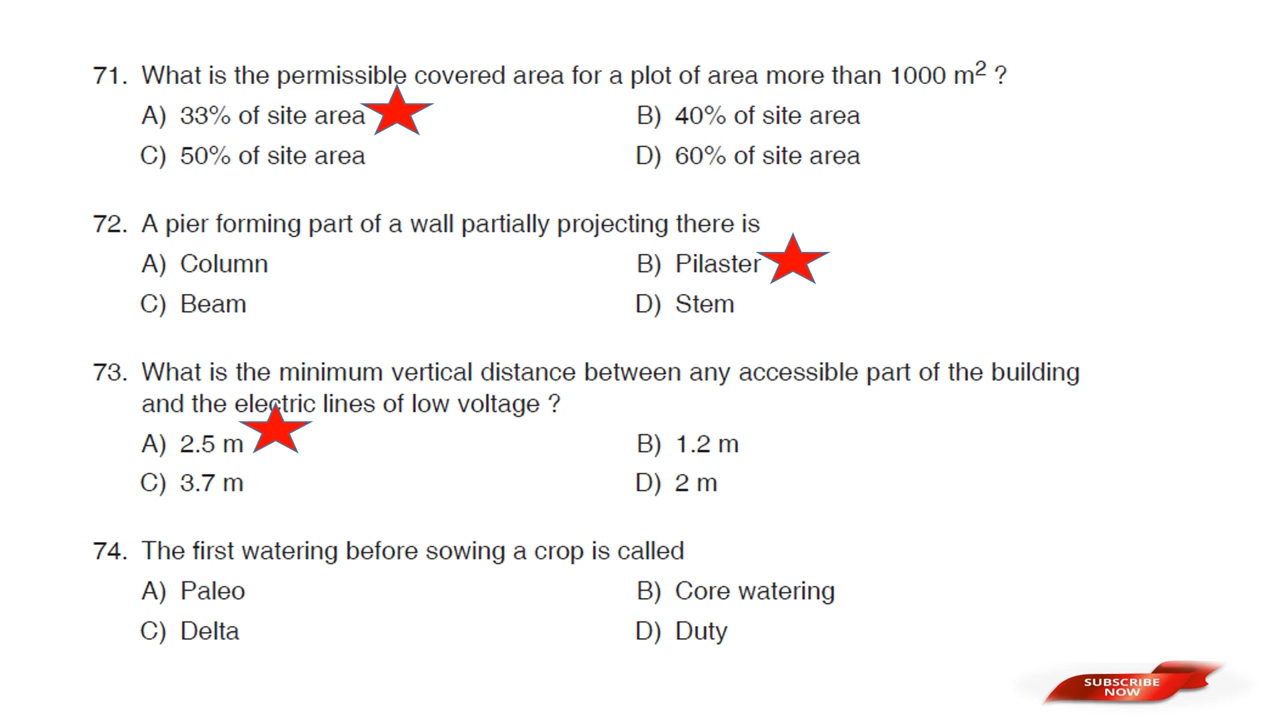 71. What is the permissible covered area for a plot of area more than 1000 m² ?
A) 33% of site area B) 40% of site area
C) 50% of site area D) 60% of site area
72. A pier forming part of a wall partially projecting there is
A) Column B) Pilaster
C) Beam D) Stem
73. What is the minimum vertical distance between any accessible part of the building
and the electric lines of low voltage ?
A) 2.5 m B) 1.2 m
C) 3.7 m D) 2 m
74. The first watering before sowing a crop is called
A) Paleo B) Core watering
C) Delta D) Duty
SUBSCRIBE
NOW